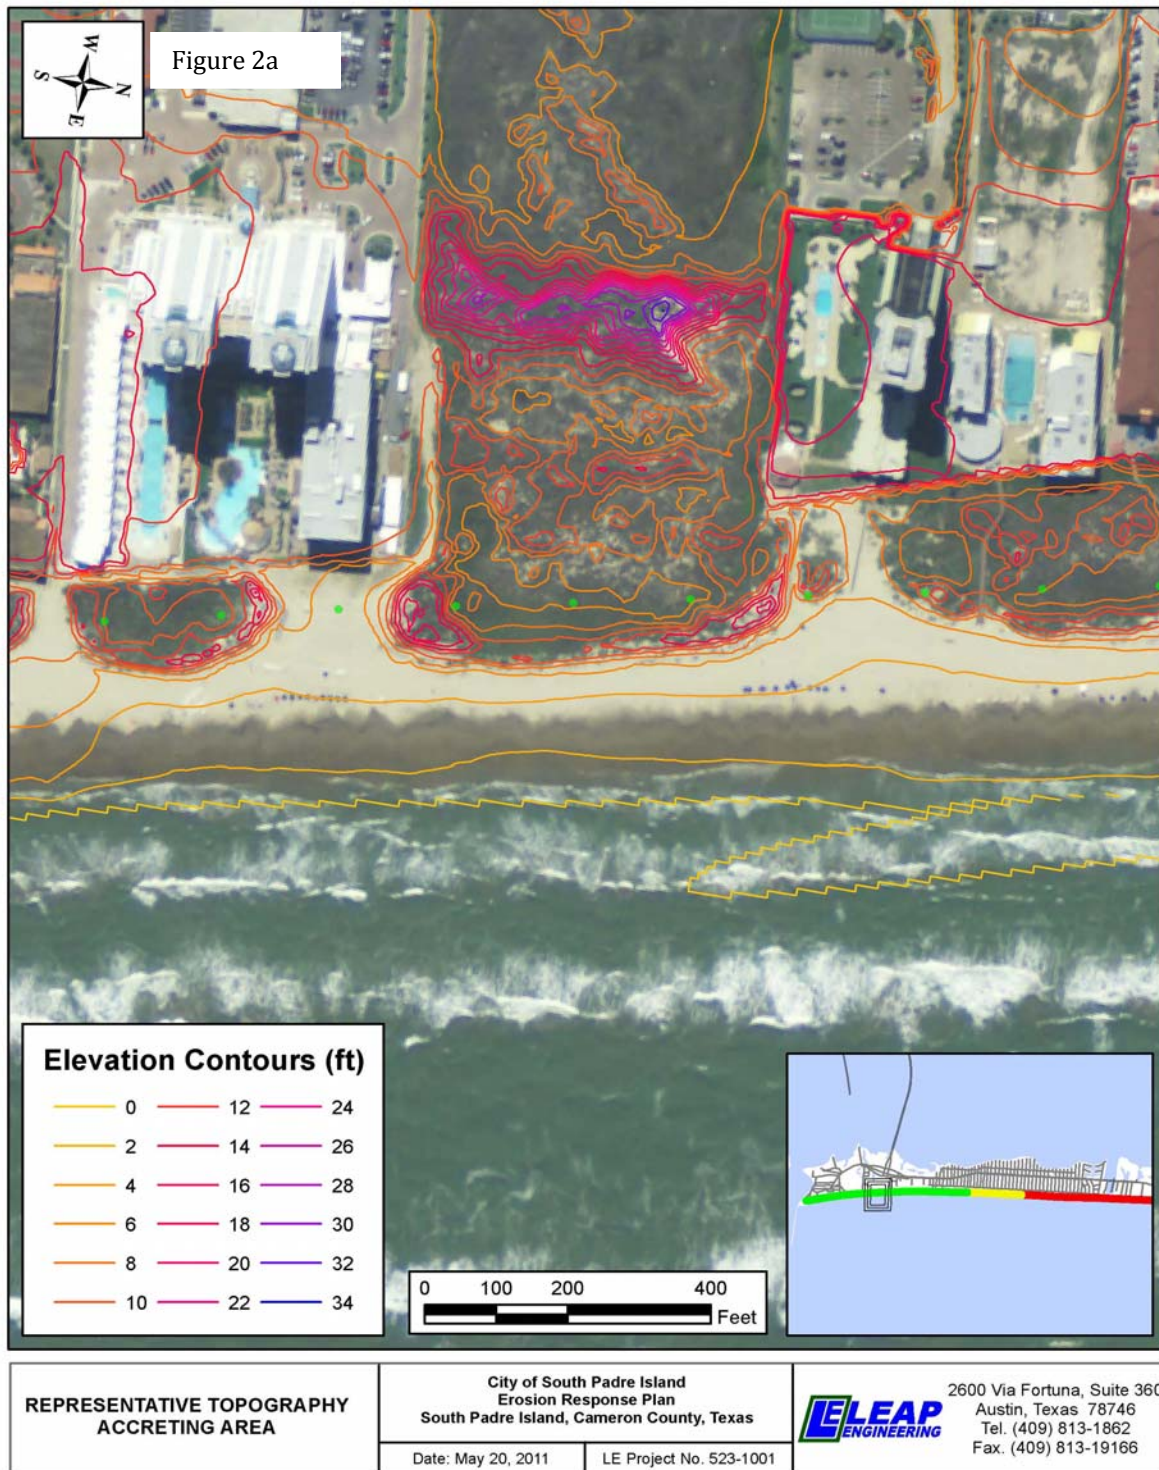 Figure 2a
W
N
S
E
Elevation Contours (ft)
0 12 24
2 14 26
4 16 28
6 18 30
8 20 32
10 22 34
0 100 200 400
Feet
REPRESENTATIVE TOPOGRAPHY
ACCRETING AREA
City of South Padre Island
Erosion Response Plan
South Padre Island, Cameron County, Texas
Date: May 20, 2011
LE Project No. 523-1001
LEAP
ENGINEERING
2600 Via Fortuna, Suite 360
Austin, Texas 78746
Tel. (409) 813-1862
Fax. (409) 813-19166